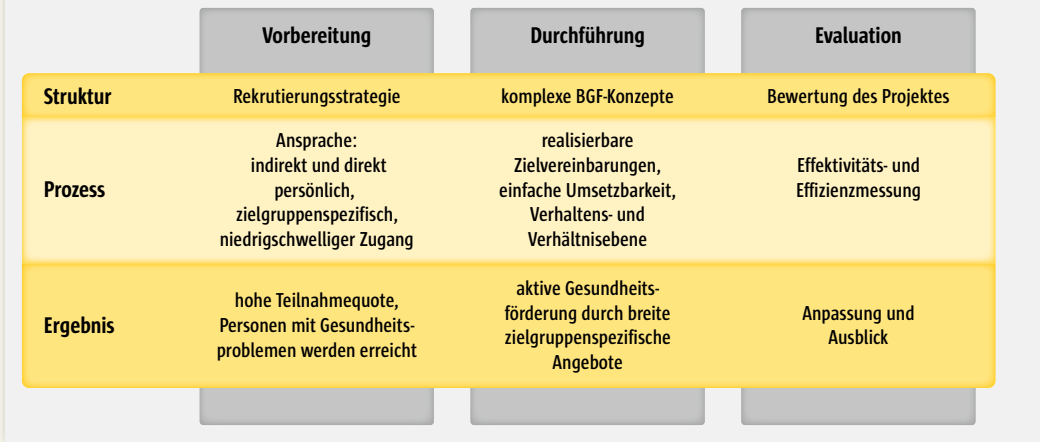 Vorbereitung
Durchführung
Evaluation
Struktur
Rekrutierungsstrategie
komplexe BGF-Konzepte
Bewertung des Projektes
Prozess
Ansprache:
indirekt und direkt
persönlich,
zielgruppenspezifisch,
niedrigschwelliger Zugang
realisierbare
Zielvereinbarungen,
einfache Umsetzbarkeit,
Verhaltens- und
Verhältnisebene
Effektivitäts- und
Effizienzmessung
Ergebnis
hohe Teilnahmequote,
Personen mit Gesundheits-
problemen werden erreicht
aktive Gesundheits-
förderung durch breite
zielgruppenspezifische
Angebote
Anpassung und
Ausblick